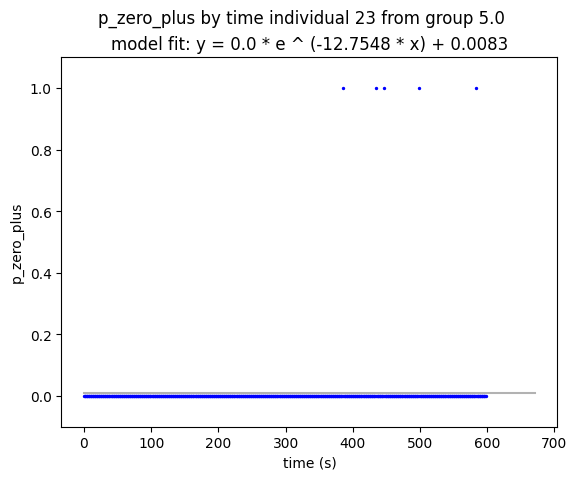 p_zero_plus by time individual 23 from group 5.0
model fit: y = 0.0 * e ^ (-12.7548 * x) + 0.0083
1.0
0.8
0.6
0.4
0.2
0.0
p_zero_plus
0 100 200 300 400 500 600 700
time (s)